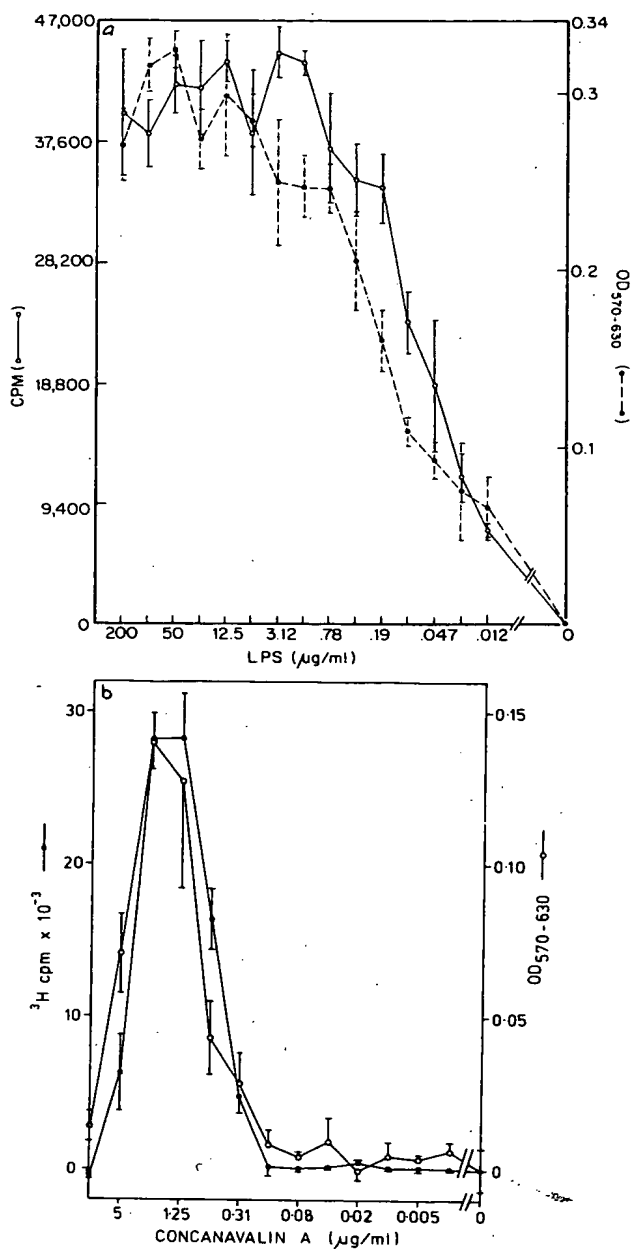 a
47,000
37,600
28,200
18,800
9,400
0
CPM (○—○)
0.34
0.3
0.2
0.1
OD570-630 (•--•)
200 50 12.5 3.12 .78 .19 .047 .012 0
LPS (μg/ml)
b
30
20
10
0
³H cpm x 10⁻³
0·15
0·10
0·05
0
OD570-630
5 1·25 0·31 0·08 0·02 0·005 0
CONCANAVALIN A (μg/ml)